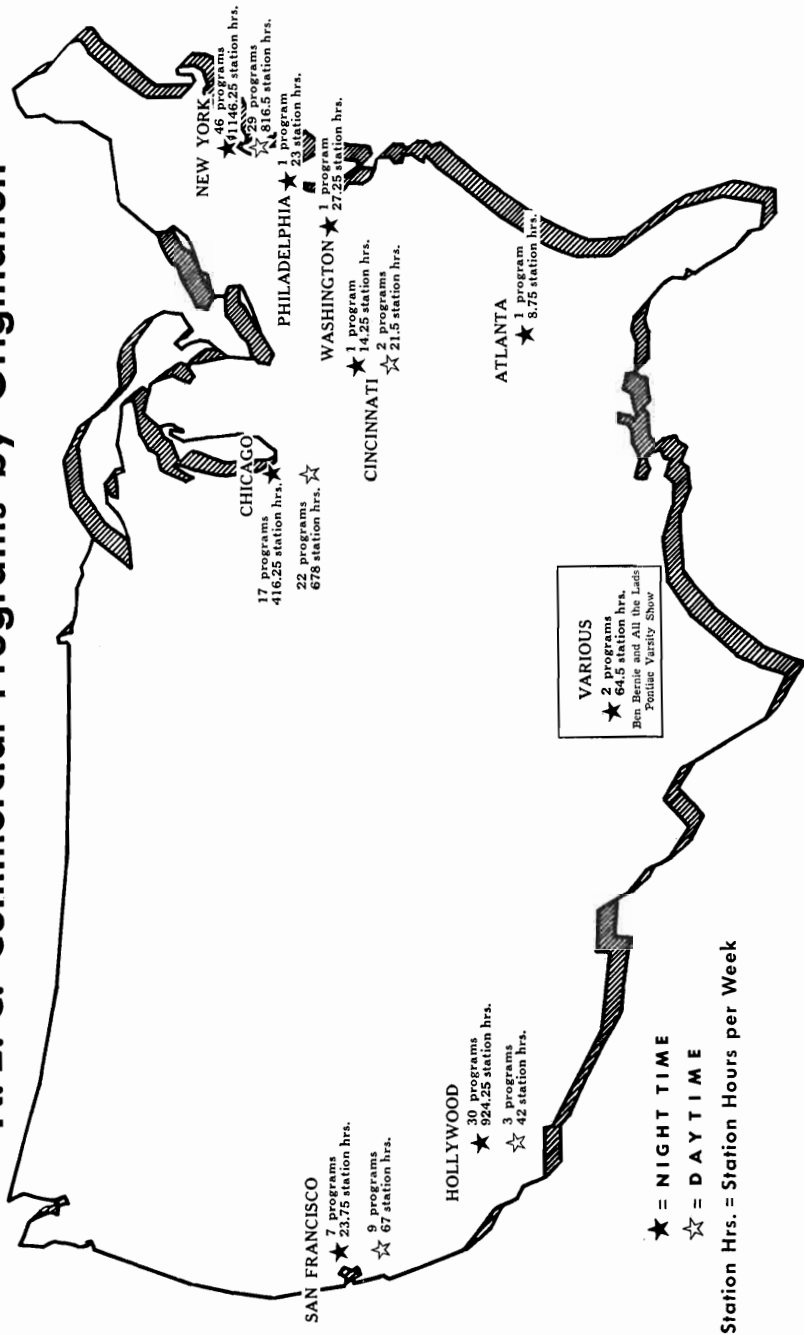 N. B. C. Commercial Programs by Origination
NEW YORK
★ 46 programs
1146.25 station hrs.
☆ 29 programs
816.5 station hrs.
PHILADELPHIA ★ 1 program
23 station hrs.
WASHINGTON ★ 1 program
27.25 station hrs.
CHICAGO
17 programs
416.25 station hrs. ★
22 programs
678 station hrs. ☆
CINCINNATI
★ 1 program
14.25 station hrs.
☆ 2 programs
21.5 station hrs.
ATLANTA
★ 1 program
8.75 station hrs.
SAN FRANCISCO
★ 7 programs
23.75 station hrs.
☆ 9 programs
67 station hrs.
HOLLYWOOD
★ 30 programs
924.25 station hrs.
☆ 3 programs
42 station hrs.
VARIOUS
★ 2 programs
64.5 station hrs.
Ben Bernie and All the Lads
Pontiac Varsity Show
★ = NIGHT TIME
☆ = DAYTIME
Station Hrs. = Station Hours per Week